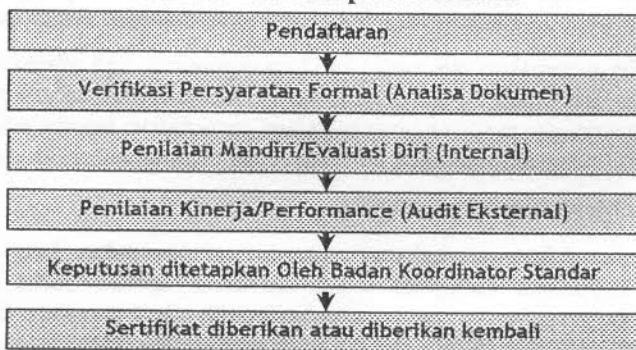 Pendaftaran
Verifikasi Persyaratan Formal (Analisa Dokumen)
Penilaian Mandiri/Evaluasi Diri (Internal)
Penilaian Kinerja/Performance (Audit Eksternal)
Keputusan ditetapkan Oleh Badan Koordinator Standar
Sertifikat diberikan atau diberikan kembali